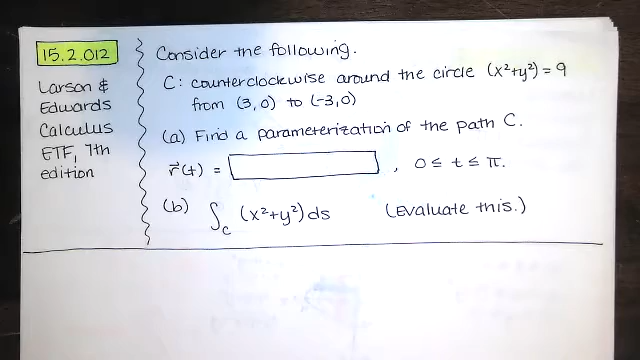 15.2.012
Larson &
Edwards
Calculus
ETF, 7th
edition
Consider the following.
C: counterclockwise around the circle (x²+y²) = 9
from (3,0) to (-3,0)
(a) Find a parameterization of the path C.
r⃗(t) = , 0 ≤ t ≤ π.
(b) ∫_C (x²+y²) ds (Evaluate this.)